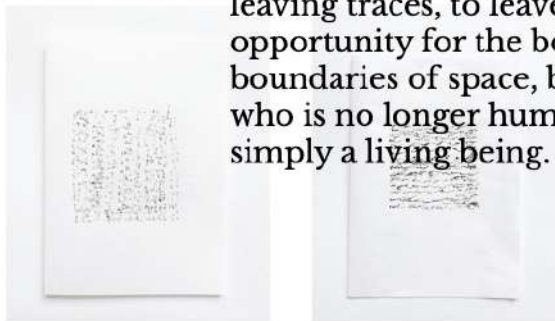 leaving traces, to leave
opportunity for the
boundaries of space,
who is no longer
simply a living being.